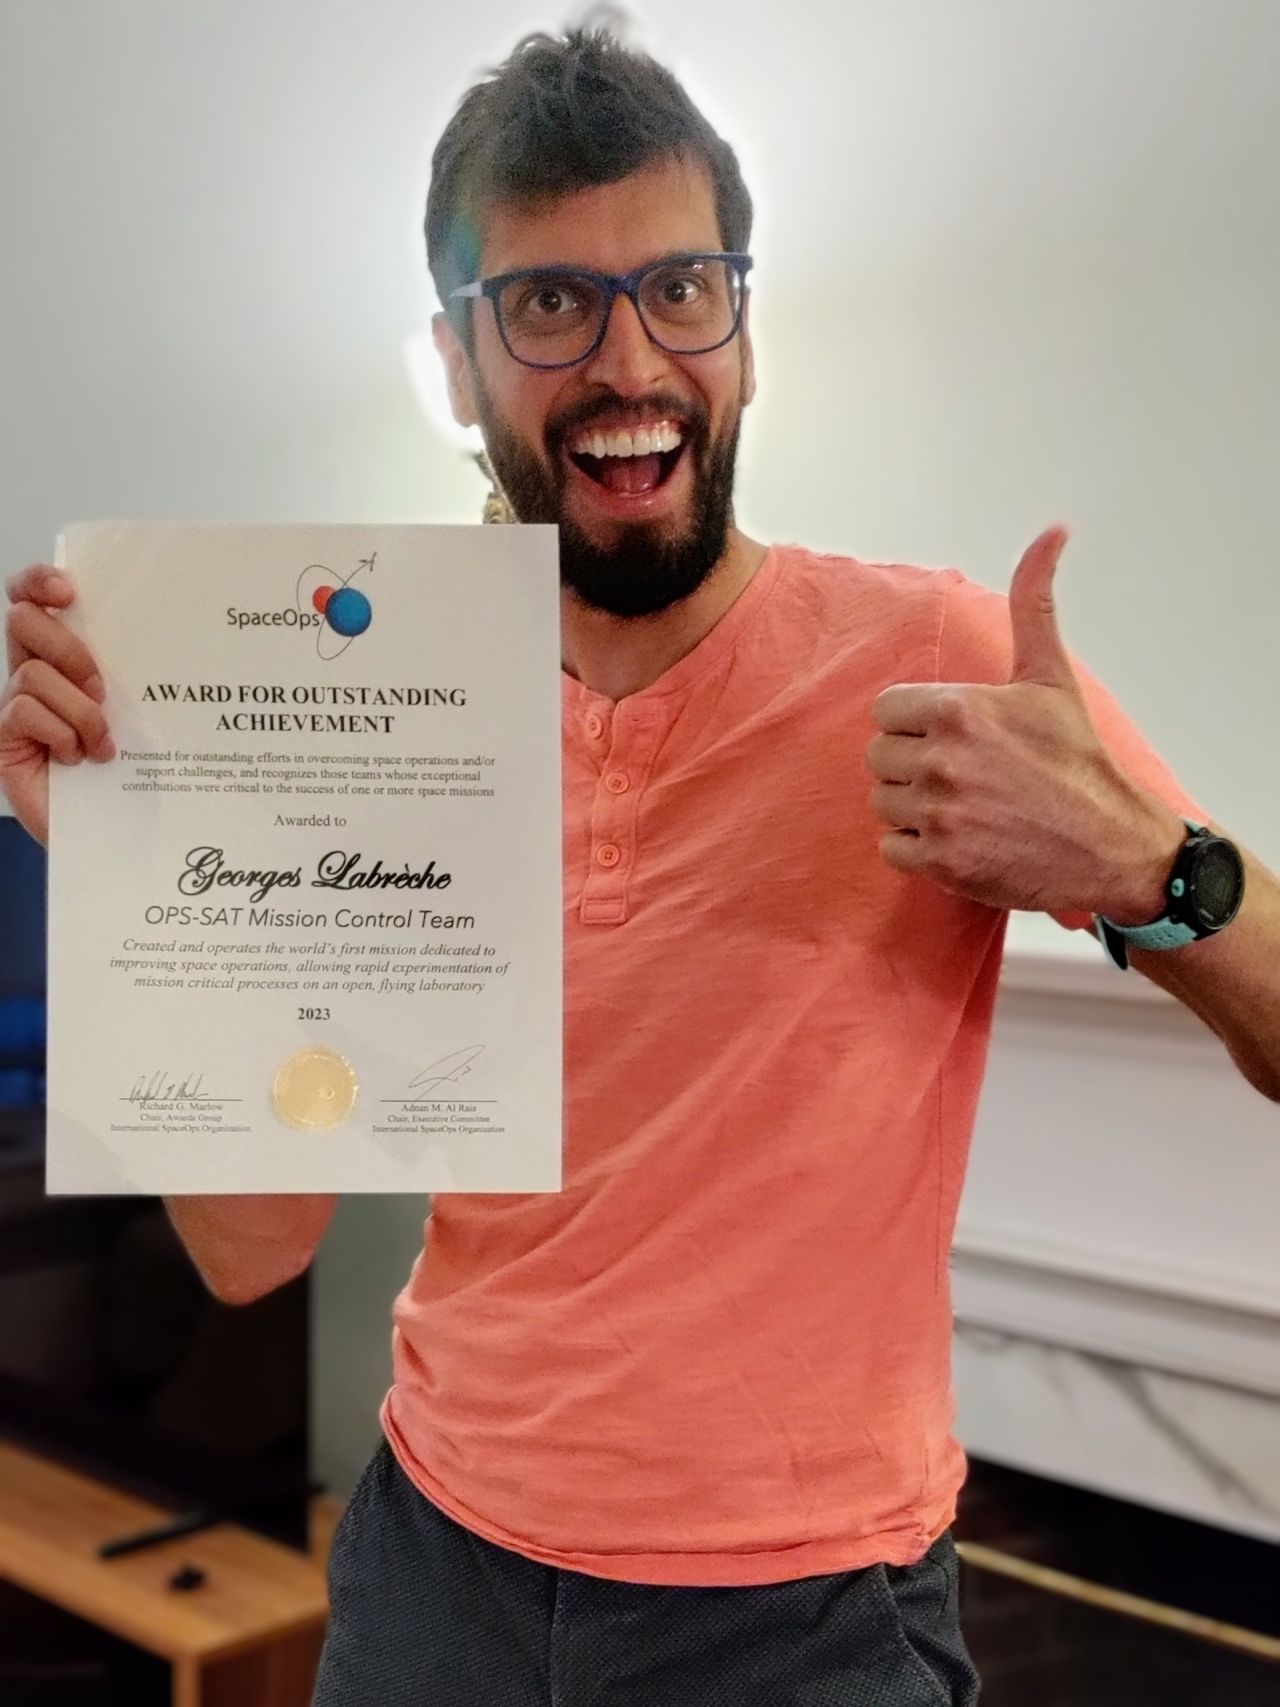 SpaceOps
AWARD FOR OUTSTANDING
ACHIEVEMENT
Presented for outstanding efforts in overcoming space operations and/or
support challenges, and recognizes those teams whose exceptional
contributions were critical to the success of one or more space missions
Awarded to
Georges Labrèche
OPS-SAT Mission Control Team
Created and operates the world's first mission dedicated to
improving space operations, allowing rapid experimentation of
mission critical processes on an open, flying laboratory
2023
Richard G. Marlow
Chair, Awards Group
International SpaceOps Organization
Adnan M. Al Rais
Chair, Executive Committee
International SpaceOps Organization